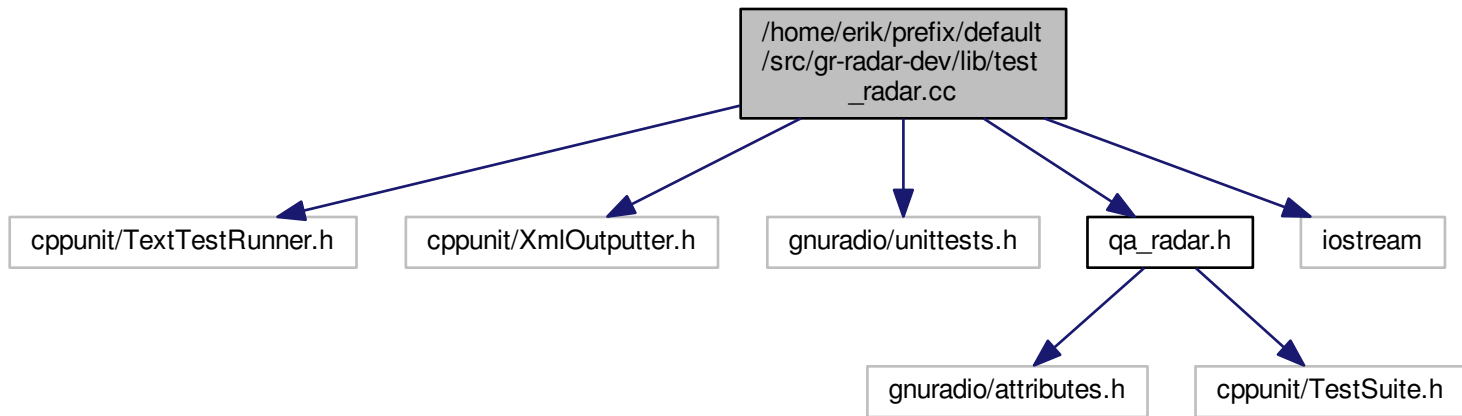 /home/erik/prefix/default
/src/gr-radar-dev/lib/test
_radar.cc
cppunit/TextTestRunner.h
cppunit/XmlOutputter.h
gnuradio/unittests.h
qa_radar.h
iostream
gnuradio/attributes.h
cppunit/TestSuite.h